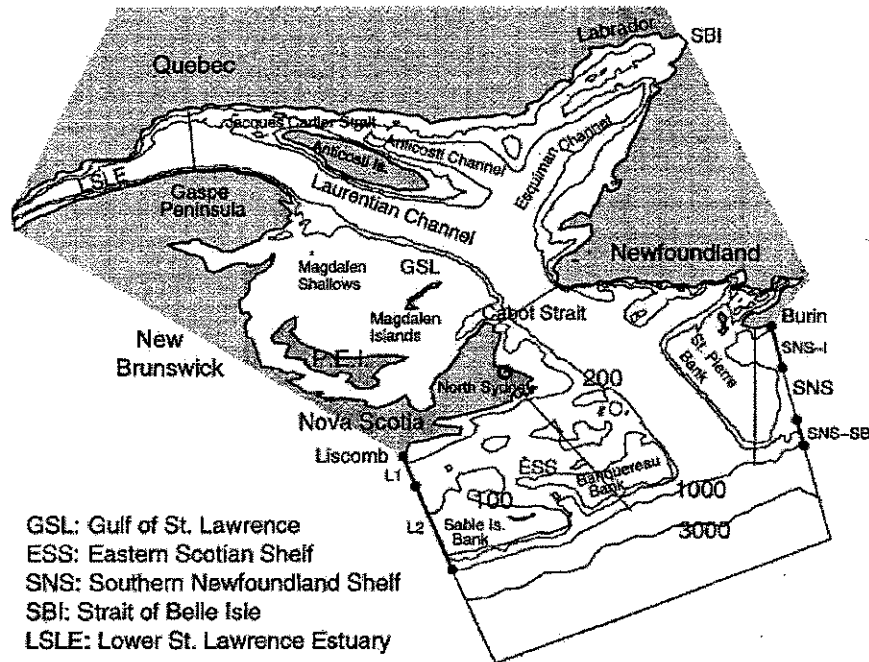 Labrador
SBI
Quebec
Jacques Cartier Strait
Anticosti Channel
Anticosti Is.
Esquiman Channel
LSLE
Gaspe
Peninsula
Laurentian Channel
Newfoundland
Magdalen
Shallows
GSL
Magdalen
Islands
Cabot Strait
Burin
St. Pierre
Bank
SNS-I
New
Brunswick
P.E.I.
North Sydney
200
SNS
Nova Scotia
SNS-SB
Liscomb
ESS
Banquereau
Bank
L1
100
1000
L2
Sable Is.
Bank
3000
GSL: Gulf of St. Lawrence
ESS: Eastern Scotian Shelf
SNS: Southern Newfoundland Shelf
SBI: Strait of Belle Isle
LSLE: Lower St. Lawrence Estuary